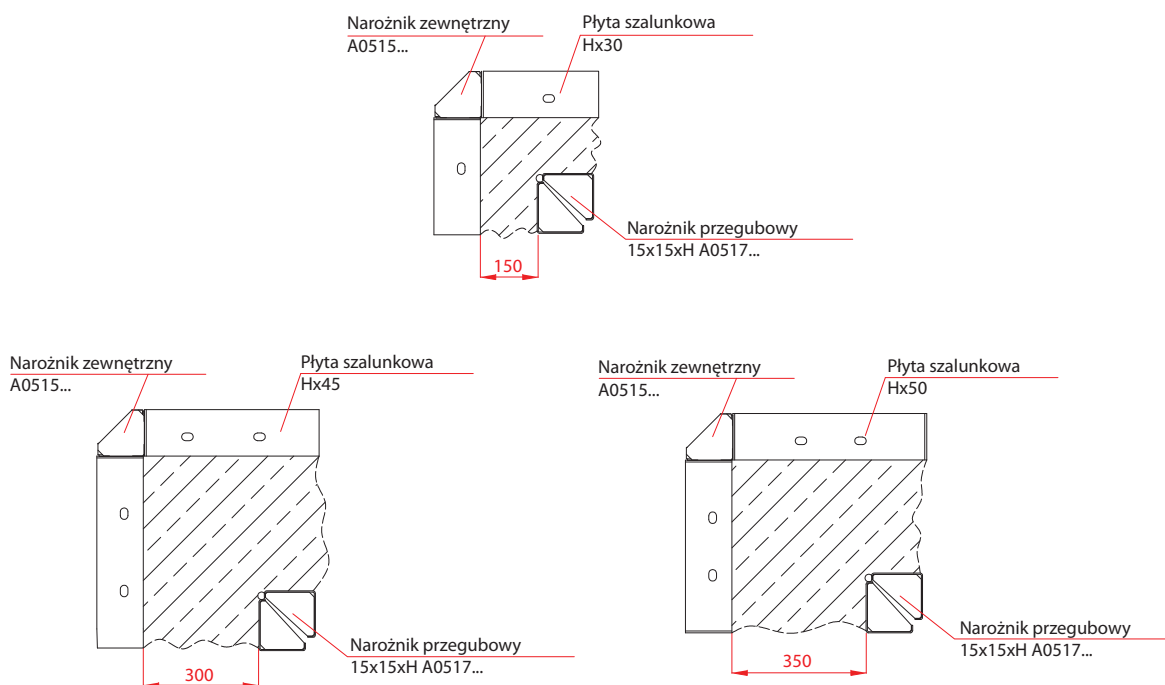 Narożnik zewnętrzny
A0515...
Płyta szalunkowa
Hx30
Narożnik przegubowy
15x15xH A0517...
150
Narożnik zewnętrzny
A0515...
Płyta szalunkowa
Hx45
Narożnik przegubowy
15x15xH A0517...
300
Narożnik zewnętrzny
A0515...
Płyta szalunkowa
Hx50
Narożnik przegubowy
15x15xH A0517...
350